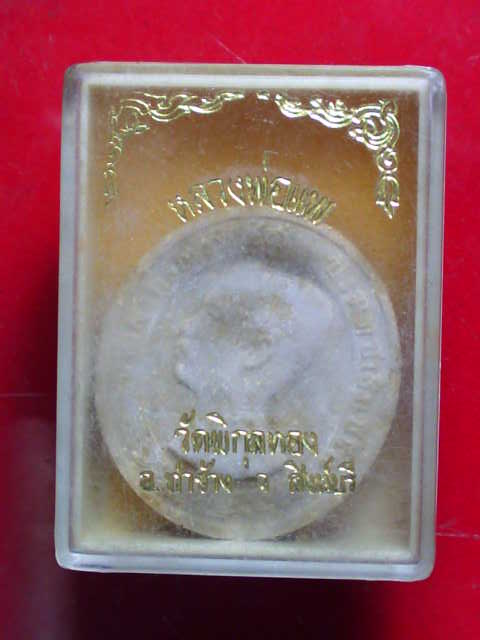 หลวงพ่อแพ
วัดพิกุลทอง
อ.ท่าช้าง จ สิงห์บุรี